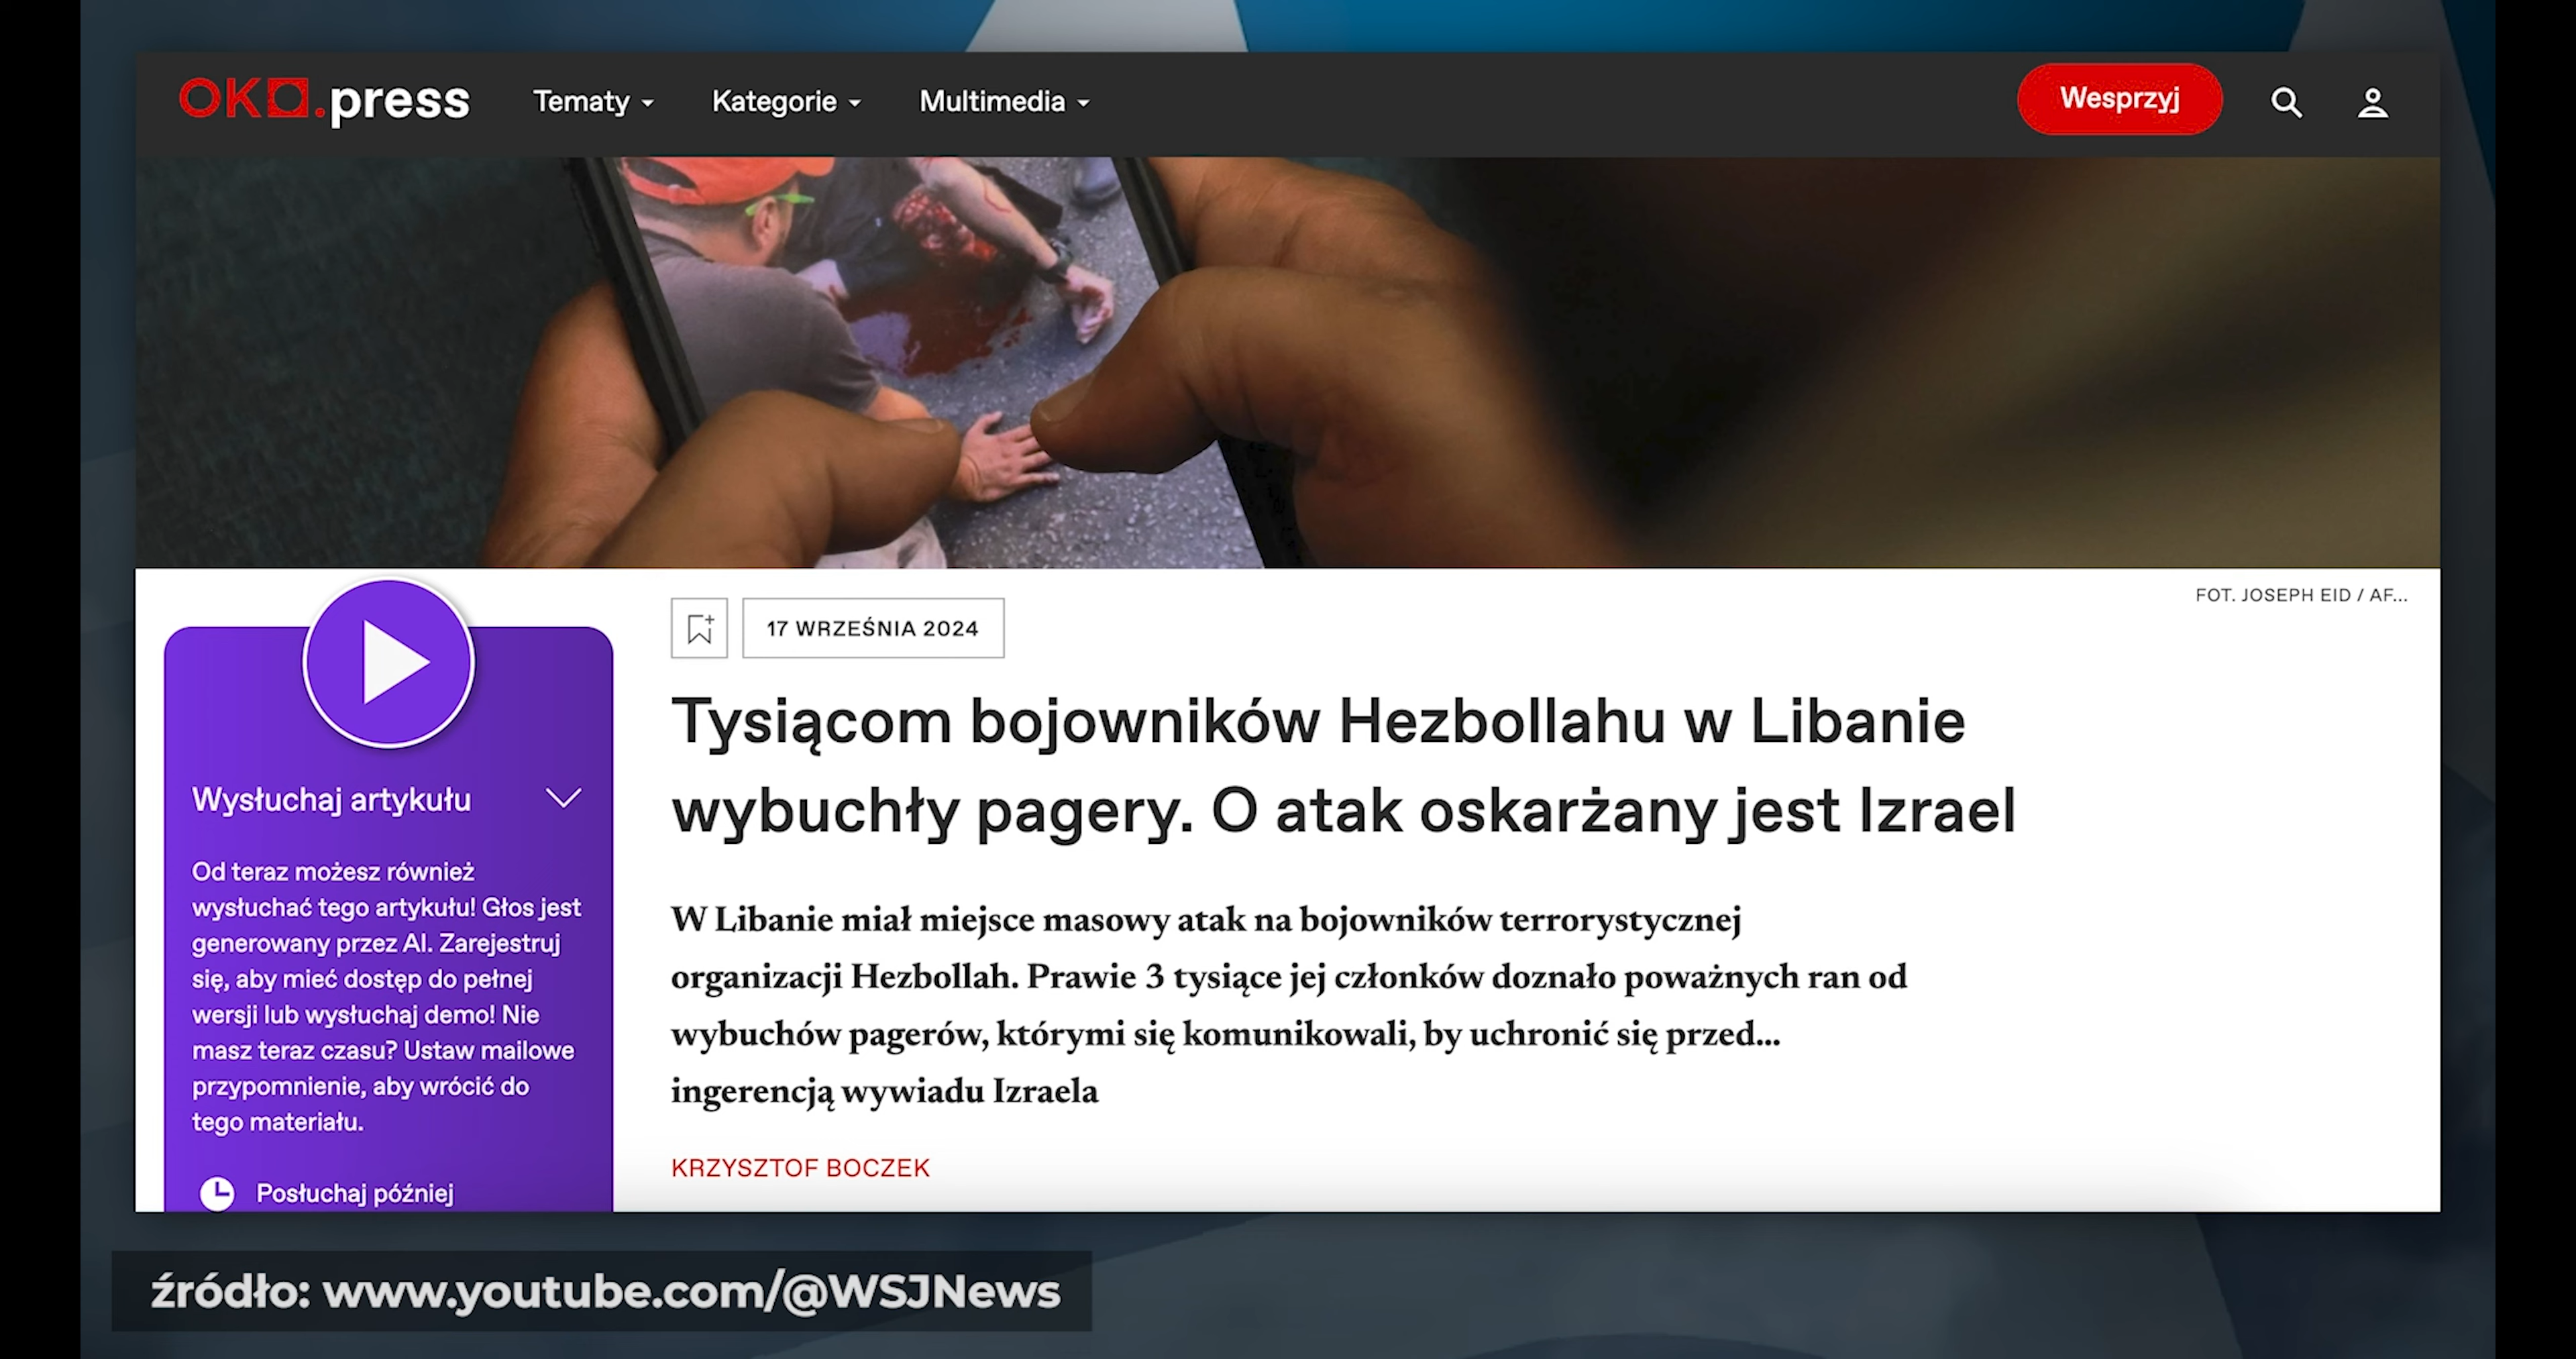 OKO.press
Tematy
Kategorie
Multimedia
Wesprzyj
FOT. JOSEPH EID / AF...
17 WRZEŚNIA 2024
Tysiącom bojowników Hezbollahu w Libanie
wybuchły pagery. O atak oskarżany jest Izrael
W Libanie miał miejsce masowy atak na bojowników terrorystycznej
organizacji Hezbollah. Prawie 3 tysiące jej członków doznało poważnych ran od
wybuchów pagerów, którymi się komunikowali, by uchronić się przed...
ingerencją wywiadu Izraela
KRZYSZTOF BOCZEK
Wysłuchaj artykułu
Od teraz możesz również
wysłuchać tego artykułu! Głos jest
generowany przez AI. Zarejestruj
się, aby mieć dostęp do pełnej
wersji lub wysłuchaj demo! Nie
masz teraz czasu? Ustaw mailowe
przypomnienie, aby wrócić do
tego materiału.
Posłuchaj później
źródło: www.youtube.com/@WSJNews